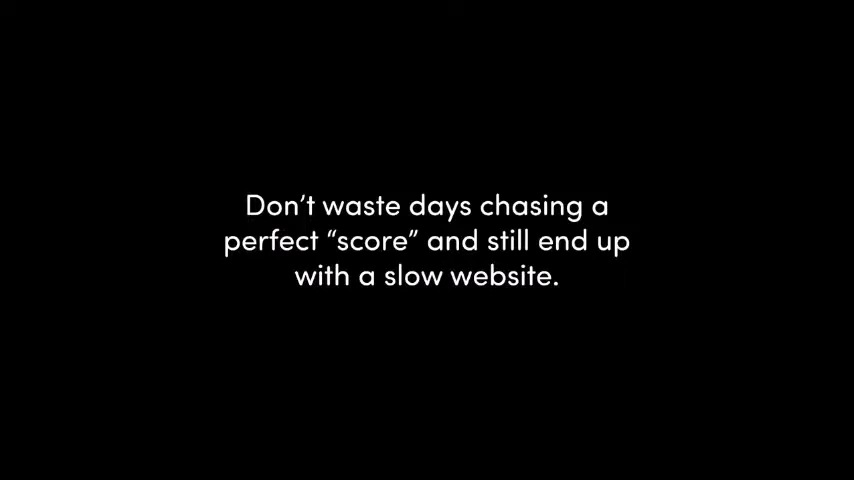 Don’t waste days chasing a
perfect “score” and still end up
with a slow website.